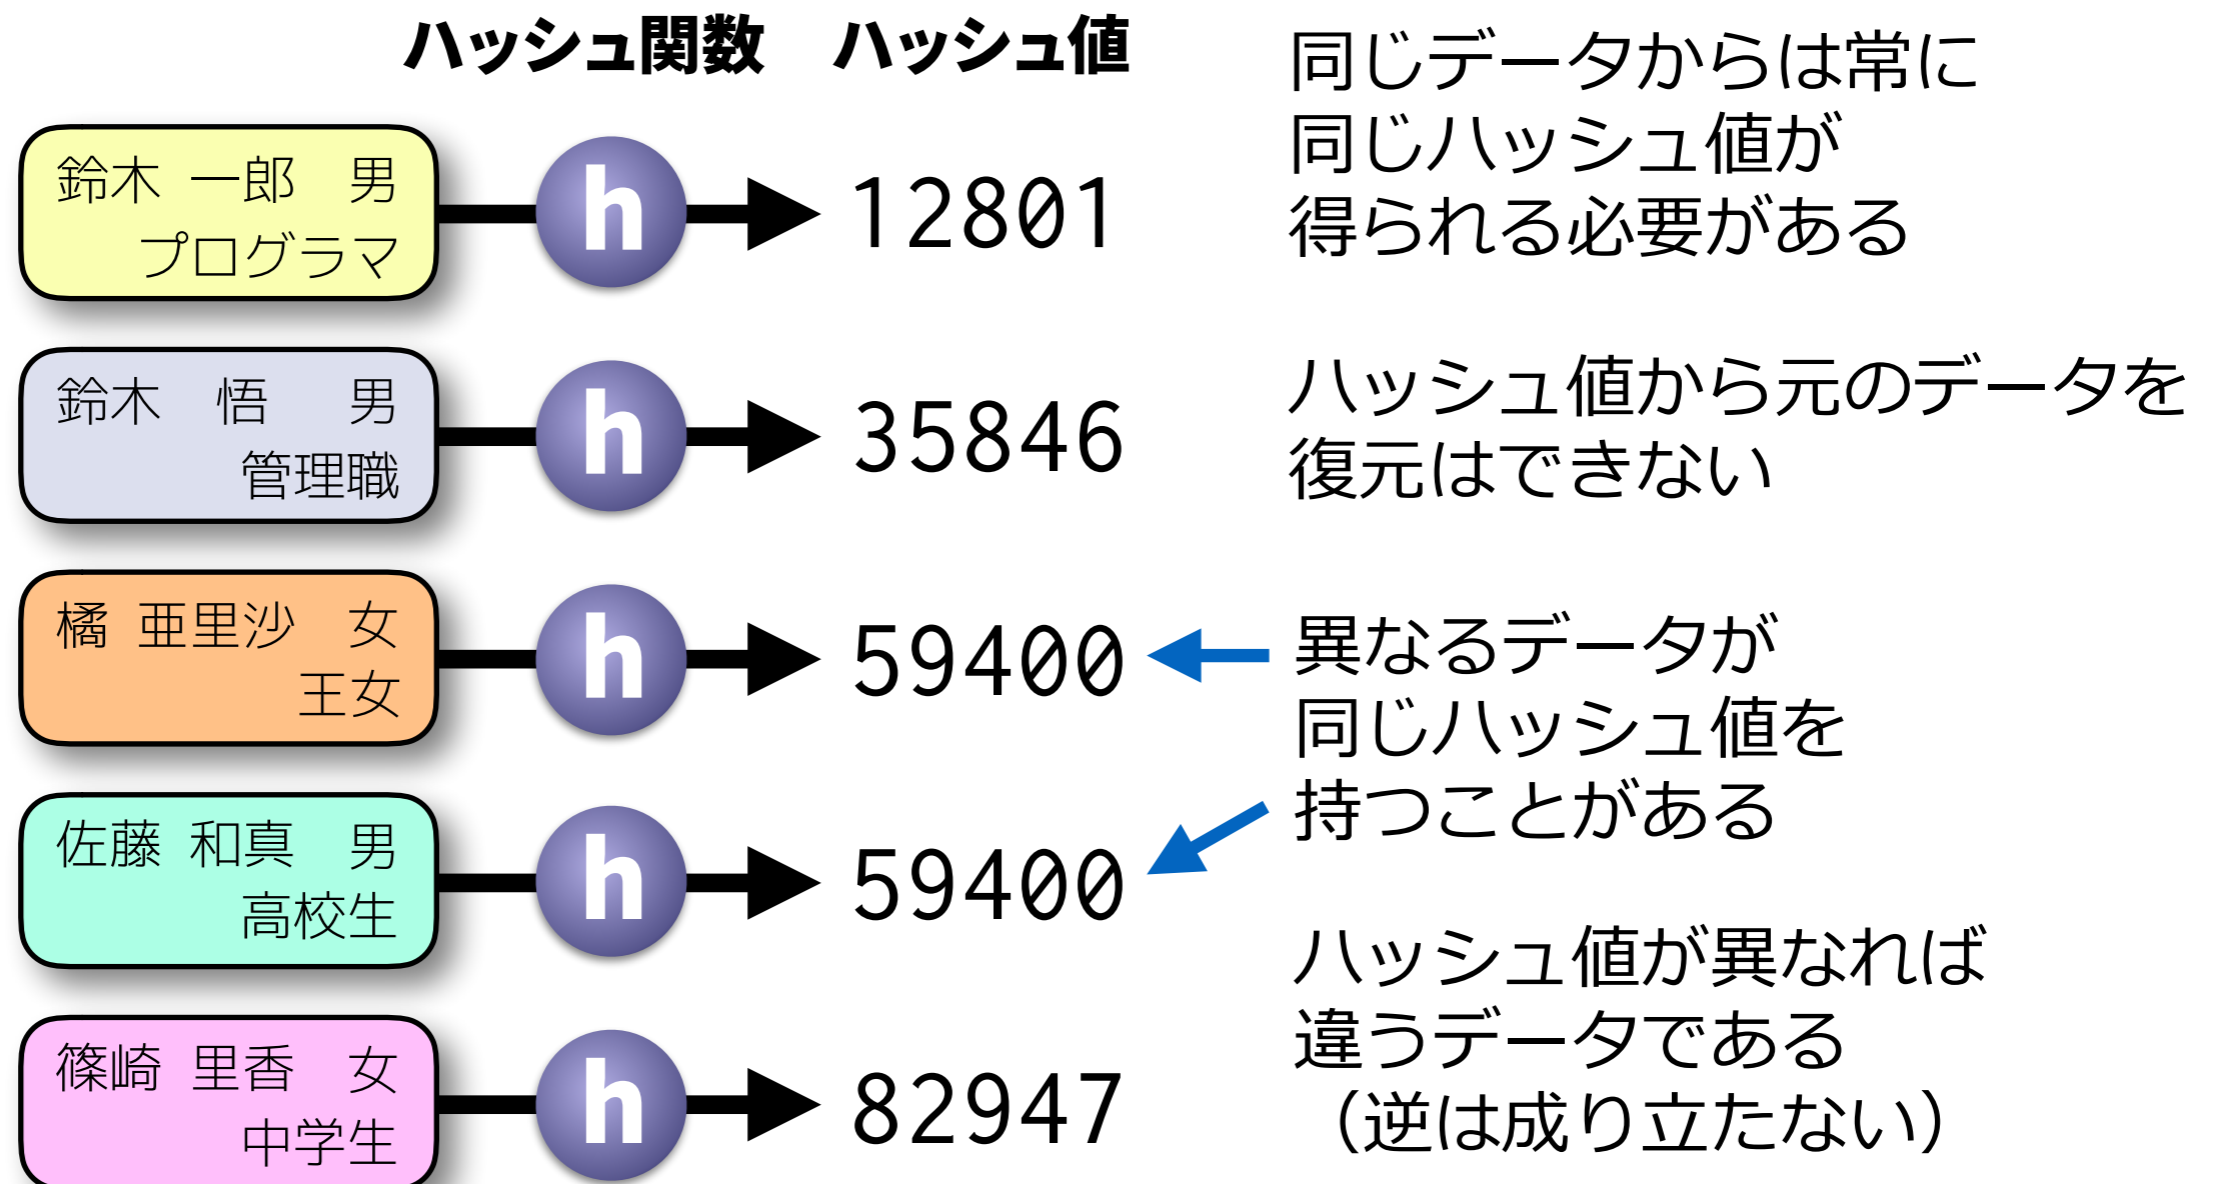 ハッシュ関数 ハッシュ値
鈴木 一郎 男
プログラマ
h
12801
鈴木 悟 男
管理職
h
35846
橘 亜里沙 女
王女
h
59400
佐藤 和真 男
高校生
h
59400
篠崎 里香 女
中学生
h
82947
同じデータからは常に
同じハッシュ値が
得られる必要がある
ハッシュ値から元のデータを
復元はできない
異なるデータが
同じハッシュ値を
持つことがある
ハッシュ値が異なれば
違うデータである
（逆は成り立たない）